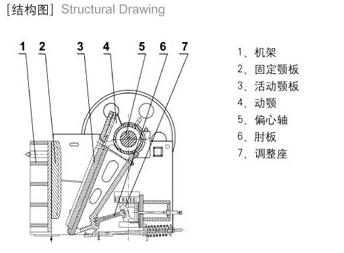 [结构图] Structural Drawing
1 2 3 4 5 6 7
1、机架
2、固定颚板
3、活动颚板
4、动颚
5、偏心轴
6、肘板
7、调整座